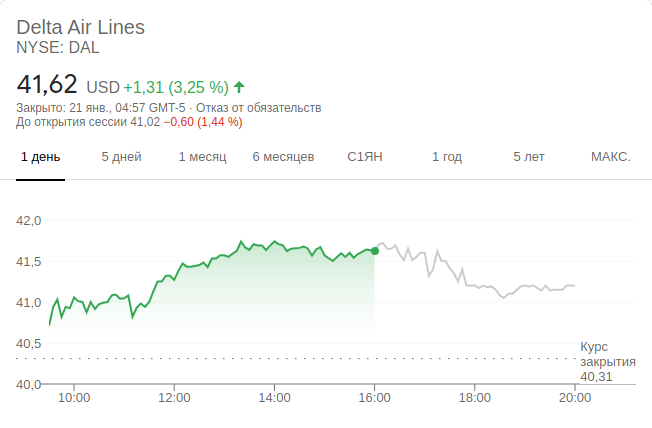 Delta Air Lines
NYSE: DAL
41,62 USD +1,31 (3,25 %)
Закрыто: 21 янв., 04:57 GMT-5 · Отказ от обязательств
До открытия сессии 41,02 −0,60 (1,44 %)
1 день 5 дней 1 месяц 6 месяцев С1ЯН 1 год 5 лет МАКС.
42,0
41,5
41,0
40,5
Курс
закрытия
40,31
40,0
10:00 12:00 14:00 16:00 18:00 20:00